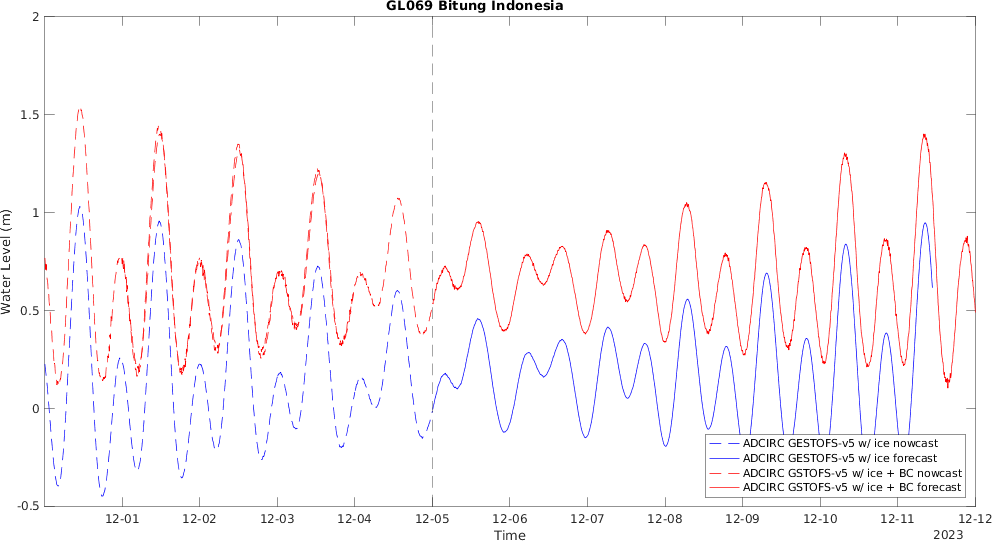 GL069 Bitung Indonesia
Water Level (m)
2
1.5
1
0.5
0
-0.5
12-01 12-02 12-03 12-04 12-05 12-06 12-07 12-08 12-09 12-10 12-11 12-12
Time
2023
ADCIRC GESTOFS-v5 w/ ice nowcast
ADCIRC GESTOFS-v5 w/ ice forecast
ADCIRC GSTOFS-v5 w/ ice + BC nowcast
ADCIRC GSTOFS-v5 w/ ice + BC forecast